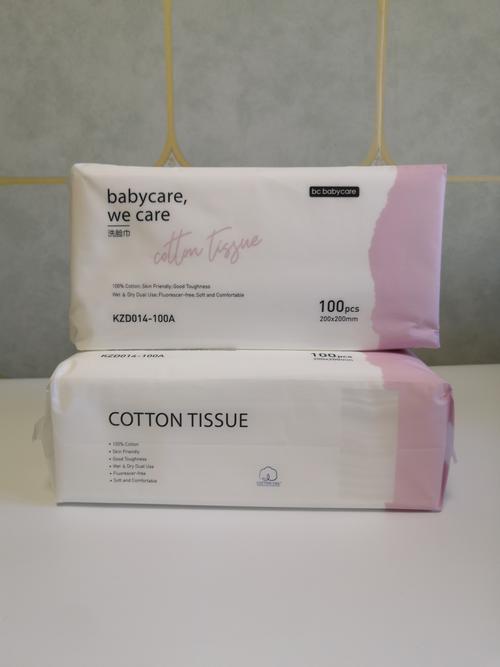 babycare,
we care
bc babycare
洗脸巾
cotton tissue
100% Cotton; Skin Friendly; Good Toughness
Wet & Dry Dual Use; Fluorescer-free; Soft and Comfortable
KZD014-100A
100pcs
200x200mm
KZD014-100A
100pcs
200x200mm
COTTON TISSUE
• 100% Cotton
• Skin Friendly
• Good Toughness
• Wet & Dry Dual Use
• Fluorescer-free
• Soft and Comfortable